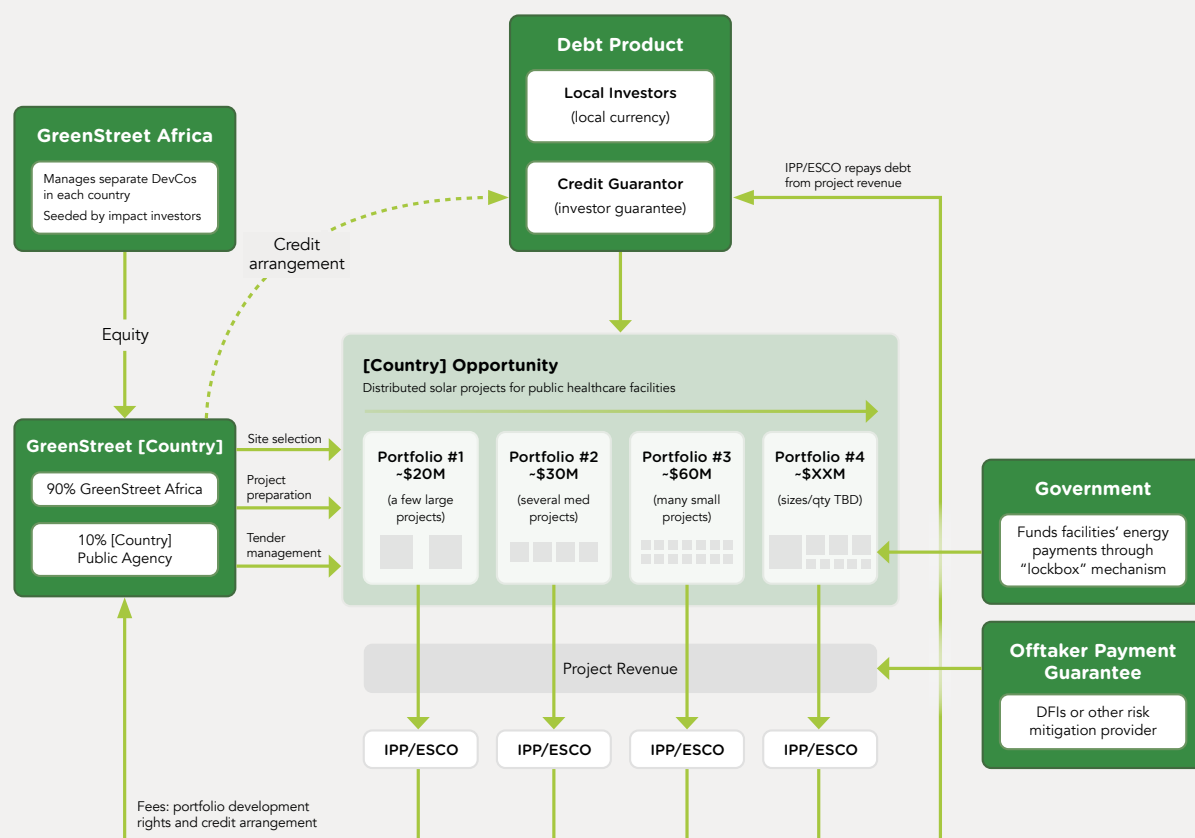 Debt Product
Local Investors
(local currency)
Credit Guarantor
(investor guarantee)
GreenStreet Africa
Manages separate DevCos
in each country
Seeded by impact investors
IPP/ESCO repays debt
from project revenue
Credit
arrangement
Equity
[Country] Opportunity
Distributed solar projects for public healthcare facilities
GreenStreet [Country]
90% GreenStreet Africa
10% [Country]
Public Agency
Site selection
Project
preparation
Tender
management
Portfolio #1
~$20M
(a few large
projects)
Portfolio #2
~$30M
(several med
projects)
Portfolio #3
~$60M
(many small
projects)
Portfolio #4
~$XXM
(sizes/qty TBD)
Government
Funds facilities’ energy
payments through
“lockbox” mechanism
Project Revenue
Offtaker Payment
Guarantee
DFIs or other risk
mitigation provider
IPP/ESCO
IPP/ESCO
IPP/ESCO
IPP/ESCO
Fees: portfolio development
rights and credit arrangement